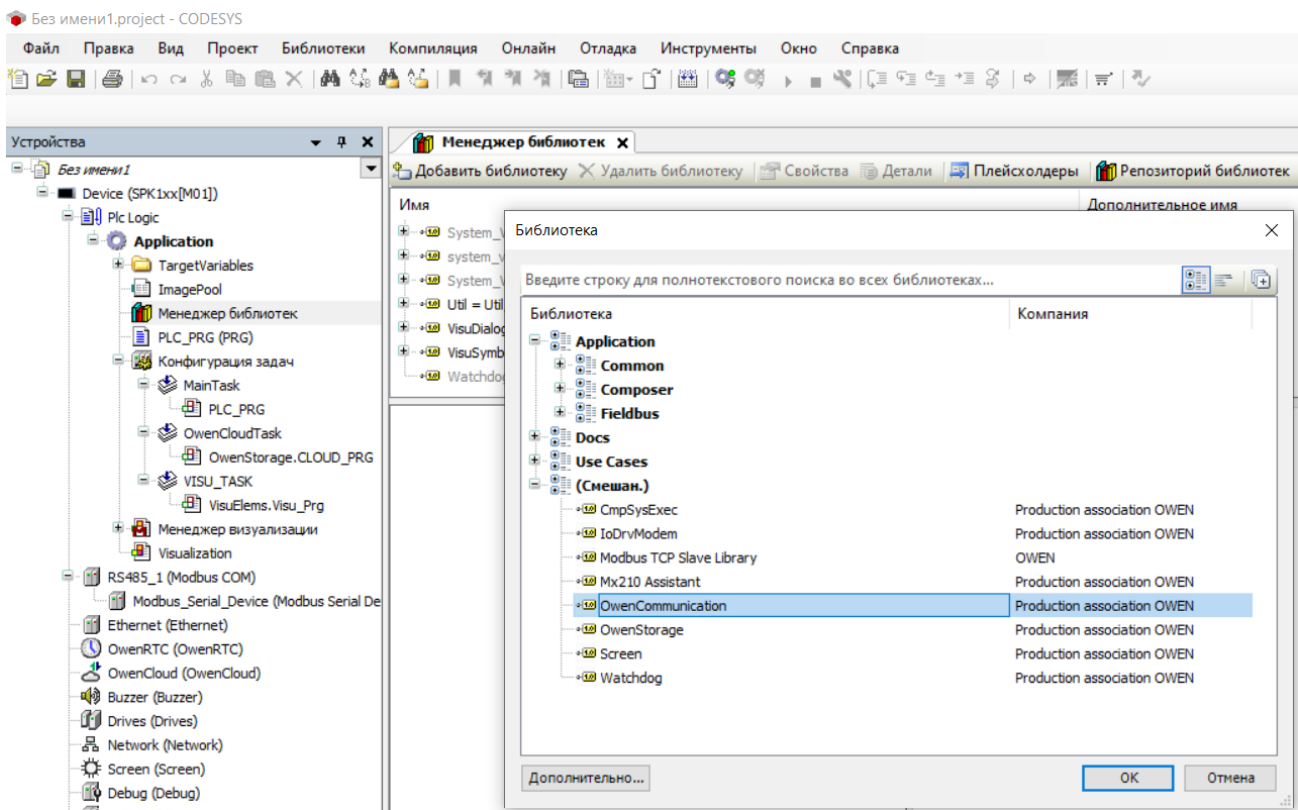 Без имени1.project - CODESYS
Файл Правка Вид Проект Библиотеки Компиляция Онлайн Отладка Инструменты Окно Справка
Устройства
Менеджер библиотек
Без имени1
Добавить библиотеку Удалить библиотеку Свойства Детали Плейсхолдеры Репозиторий библиотек
Device (SPK1xx[M01])
Имя Дополнительное имя
Plc Logic
Application
TargetVariables
ImagePool
Менеджер библиотек
PLC_PRG (PRG)
Конфигурация задач
MainTask
PLC_PRG
OwenCloudTask
OwenStorage.CLOUD_PRG
VISU_TASK
VisuElems.Visu_Prg
Менеджер визуализации
Visualization
RS485_1 (Modbus COM)
Modbus_Serial_Device (Modbus Serial De
Ethernet (Ethernet)
OwenRTC (OwenRTC)
OwenCloud (OwenCloud)
Buzzer (Buzzer)
Drives (Drives)
Network (Network)
Screen (Screen)
Debug (Debug)
System_V
system_v
System_V
Util = Util
VisuDialog
VisuSymb
Watchdog
Библиотека
Введите строку для полнотекстового поиска во всех библиотеках...
Библиотека Компания
Application
Common
Composer
Fieldbus
Docs
Use Cases
(Смешан.)
CmpSysExec Production association OWEN
IoDrvModem Production association OWEN
Modbus TCP Slave Library OWEN
Mx210 Assistant Production association OWEN
OwenCommunication Production association OWEN
OwenStorage Production association OWEN
Screen Production association OWEN
Watchdog Production association OWEN
Дополнительно... ОК Отмена